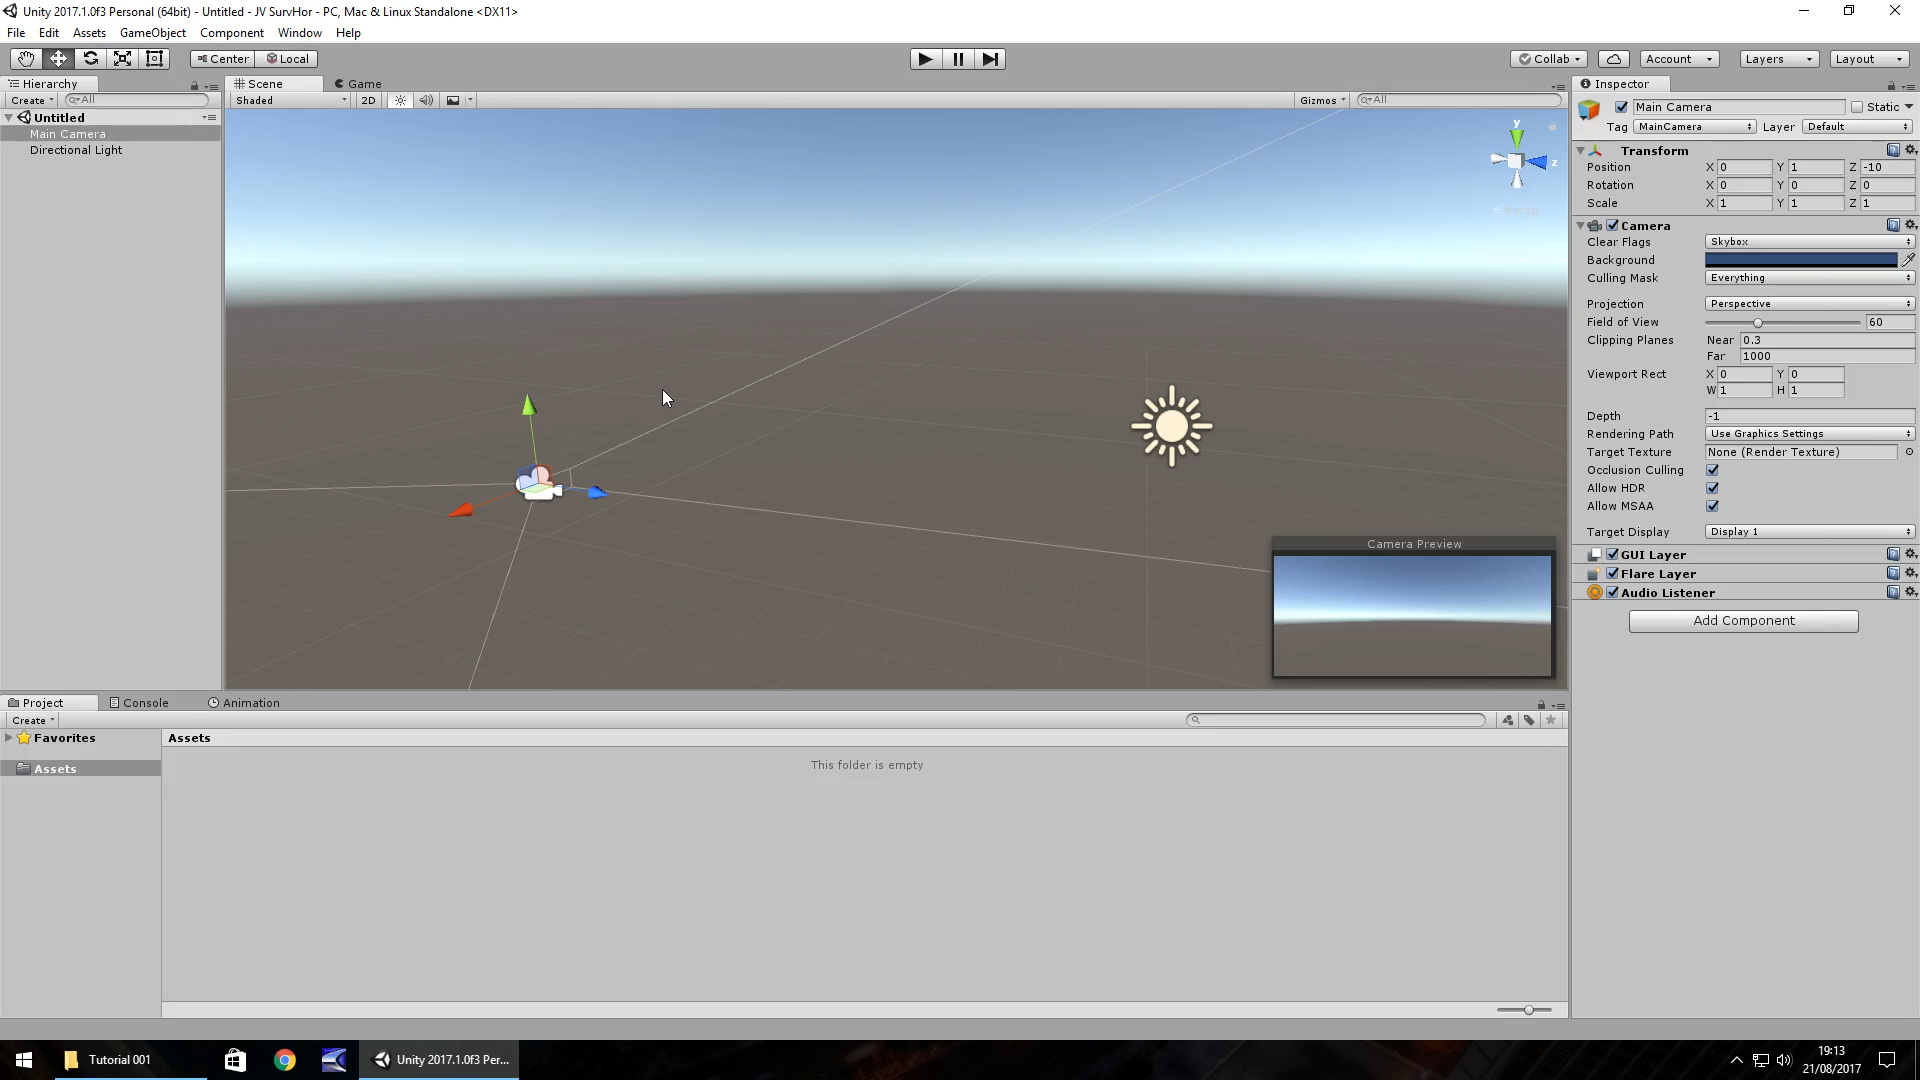 Unity 2017.1.0f3 Personal (64bit) - Untitled - JV SurvHor - PC, Mac & Linux Standalone <DX11>
File Edit Assets GameObject Component Window Help
Center Local Collab Account Layers Layout
Hierarchy
Create All
Untitled
Main Camera
Directional Light
Scene Game
Shaded 2D Gizmos All
y
z
Persp
Camera Preview
Inspector
Main Camera Static
Tag MainCamera Layer Default
Transform
Position X 0 Y 1 Z -10
Rotation X 0 Y 0 Z 0
Scale X 1 Y 1 Z 1
Camera
Clear Flags Skybox
Background
Culling Mask Everything
Projection Perspective
Field of View 60
Clipping Planes Near 0.3
Far 1000
Viewport Rect X 0 Y 0
W 1 H 1
Depth -1
Rendering Path Use Graphics Settings
Target Texture None (Render Texture)
Occlusion Culling
Allow HDR
Allow MSAA
Target Display Display 1
GUI Layer
Flare Layer
Audio Listener
Add Component
Project Console Animation
Create
Favorites
Assets
Assets
This folder is empty
Tutorial 001
Unity 2017.1.0f3 Per...
19:13
21/08/2017